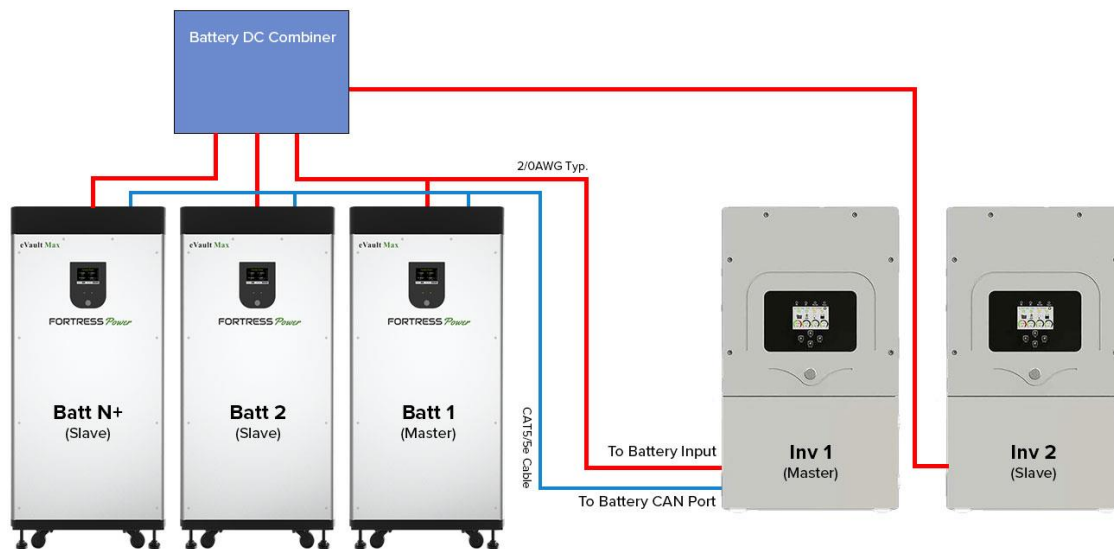 Battery DC Combiner
2/0AWG Typ.
eVault Max
FORTRESS Power
Batt N+
(Slave)
eVault Max
FORTRESS Power
Batt 2
(Slave)
eVault Max
FORTRESS Power
Batt 1
(Master)
CAT5/5e Cable
To Battery Input
To Battery CAN Port
Inv 1
(Master)
Inv 2
(Slave)